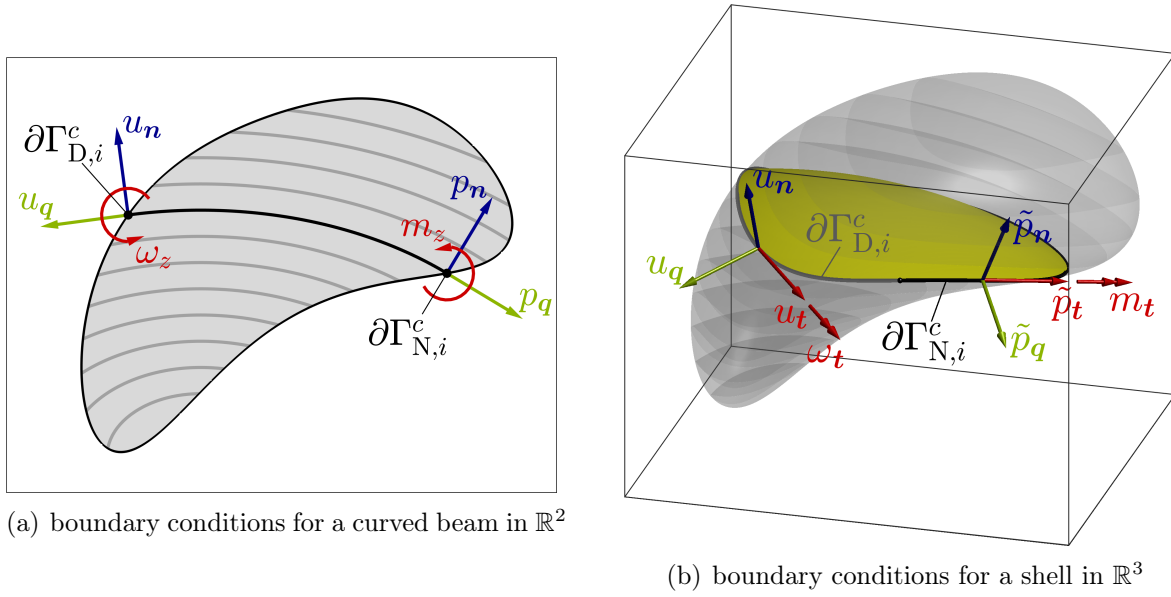 u_n
∂Γ^c_{D,i}
u_q
ω_z
p_n
m_z
p_q
∂Γ^c_{N,i}
(a) boundary conditions for a curved beam in ℝ²
u_n
∂Γ^c_{D,i}
p̃_n
u_q
u_t
p̃_t
m_t
ω_t
∂Γ^c_{N,i}
p̃_q
(b) boundary conditions for a shell in ℝ³